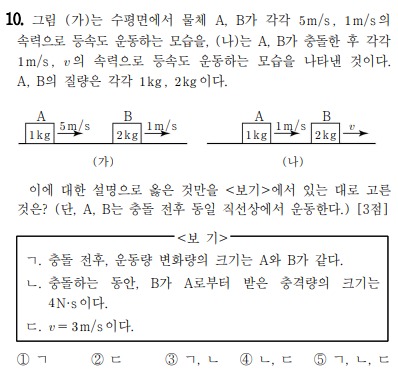 10. 그림 (가)는 수평면에서 물체 A, B가 각각 5m/s, 1m/s의
속력으로 등속도 운동하는 모습을, (나)는 A, B가 충돌한 후 각각
1m/s, v의 속력으로 등속도 운동하는 모습을 나타낸 것이다.
A, B의 질량은 각각 1kg, 2kg이다.
A 5m/s B 1m/s A 1m/s B v
1kg 2kg 1kg 2kg
(가) (나)
이에 대한 설명으로 옳은 것만을 <보기>에서 있는 대로 고른
것은? (단, A, B는 충돌 전후 동일 직선상에서 운동한다.) [3점]
<보 기>
ㄱ. 충돌 전후, 운동량 변화량의 크기는 A와 B가 같다.
ㄴ. 충돌하는 동안, B가 A로부터 받은 충격량의 크기는
4N·s이다.
ㄷ. v=3m/s이다.
① ㄱ ② ㄷ ③ ㄱ, ㄴ ④ ㄴ, ㄷ ⑤ ㄱ, ㄴ, ㄷ